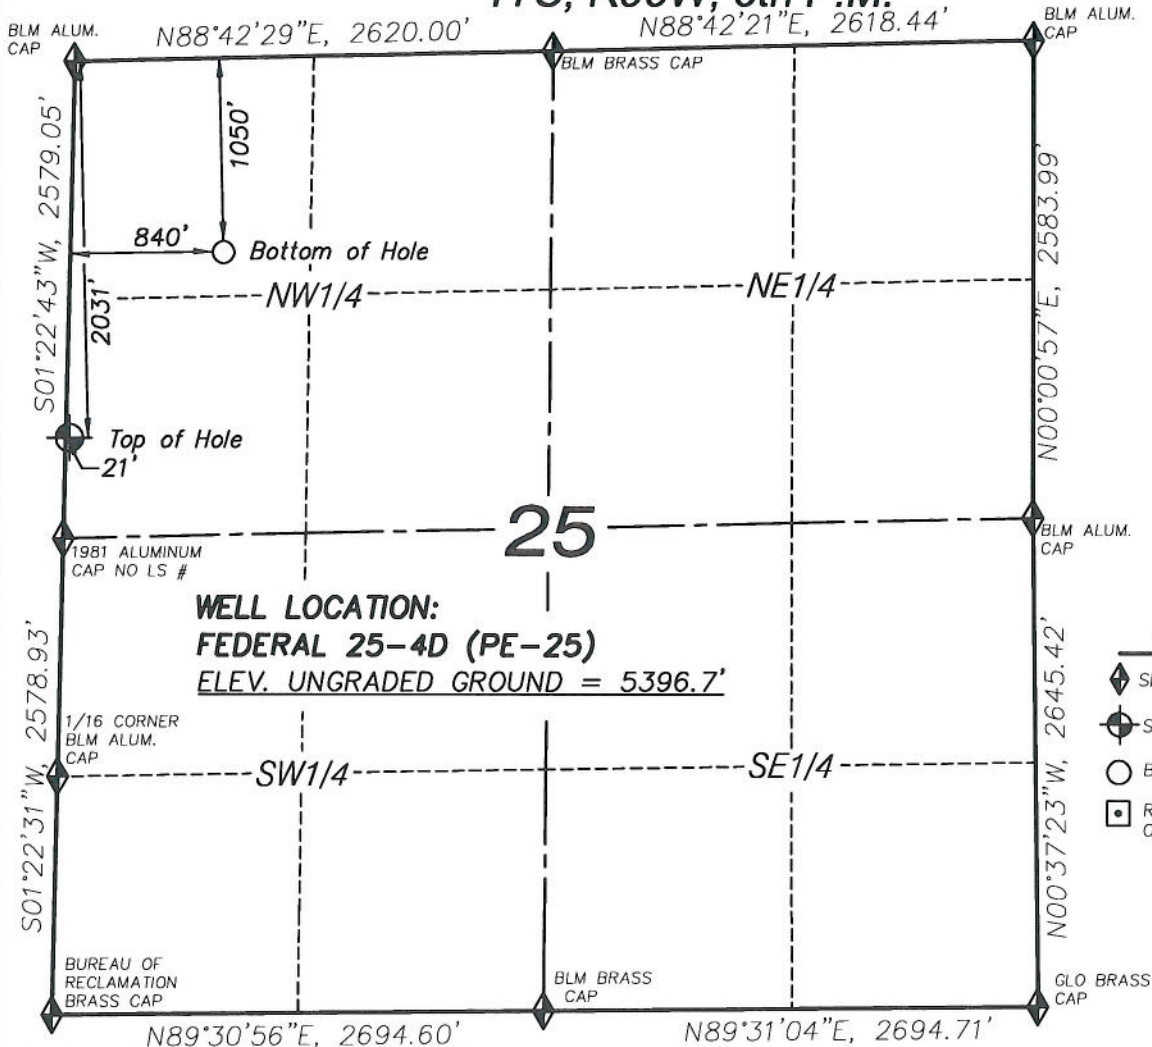 BLM ALUM.
CAP
N88°42'29"E, 2620.00'
N88°42'21"E, 2618.44'
BLM ALUM.
CAP
BLM BRASS CAP
S01°22'43"W, 2579.05'
1050'
840'
Bottom of Hole
2031'
NW1/4
NE1/4
N00°00'57"E, 2583.99'
Top of Hole
21'
25
1981 ALUMINUM
CAP NO LS #
BLM ALUM.
CAP
WELL LOCATION:
FEDERAL 25-4D (PE-25)
ELEV. UNGRADED GROUND = 5396.7'
S01°22'31"W, 2578.93'
1/16 CORNER
BLM ALUM.
CAP
SW1/4
SE1/4
N00°37'23"W, 2645.42'
BUREAU OF
RECLAMATION
BRASS CAP
BLM BRASS
CAP
GLO BRASS
CAP
N89°30'56"E, 2694.60'
N89°31'04"E, 2694.71'